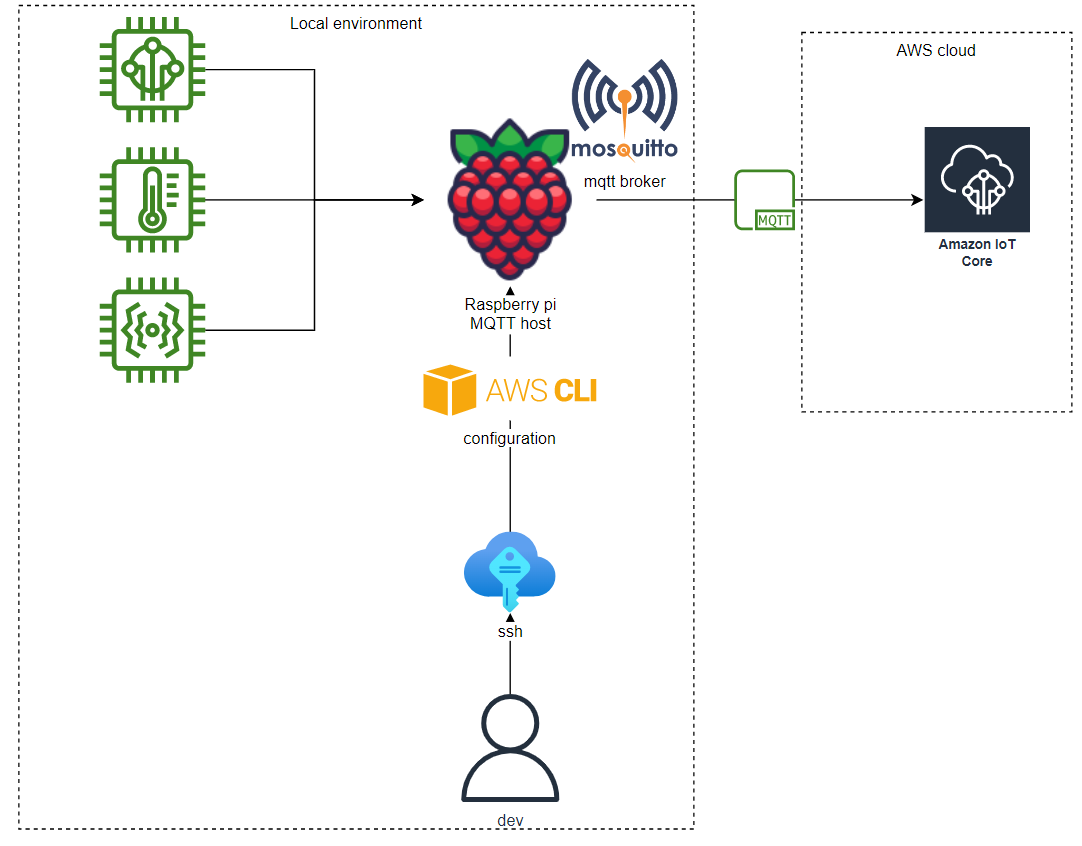 Local environment
AWS cloud
mosquitto
mqtt broker
MQTT
Amazon IoT
Core
Raspberry pi
MQTT host
AWS CLI
configuration
ssh
dev